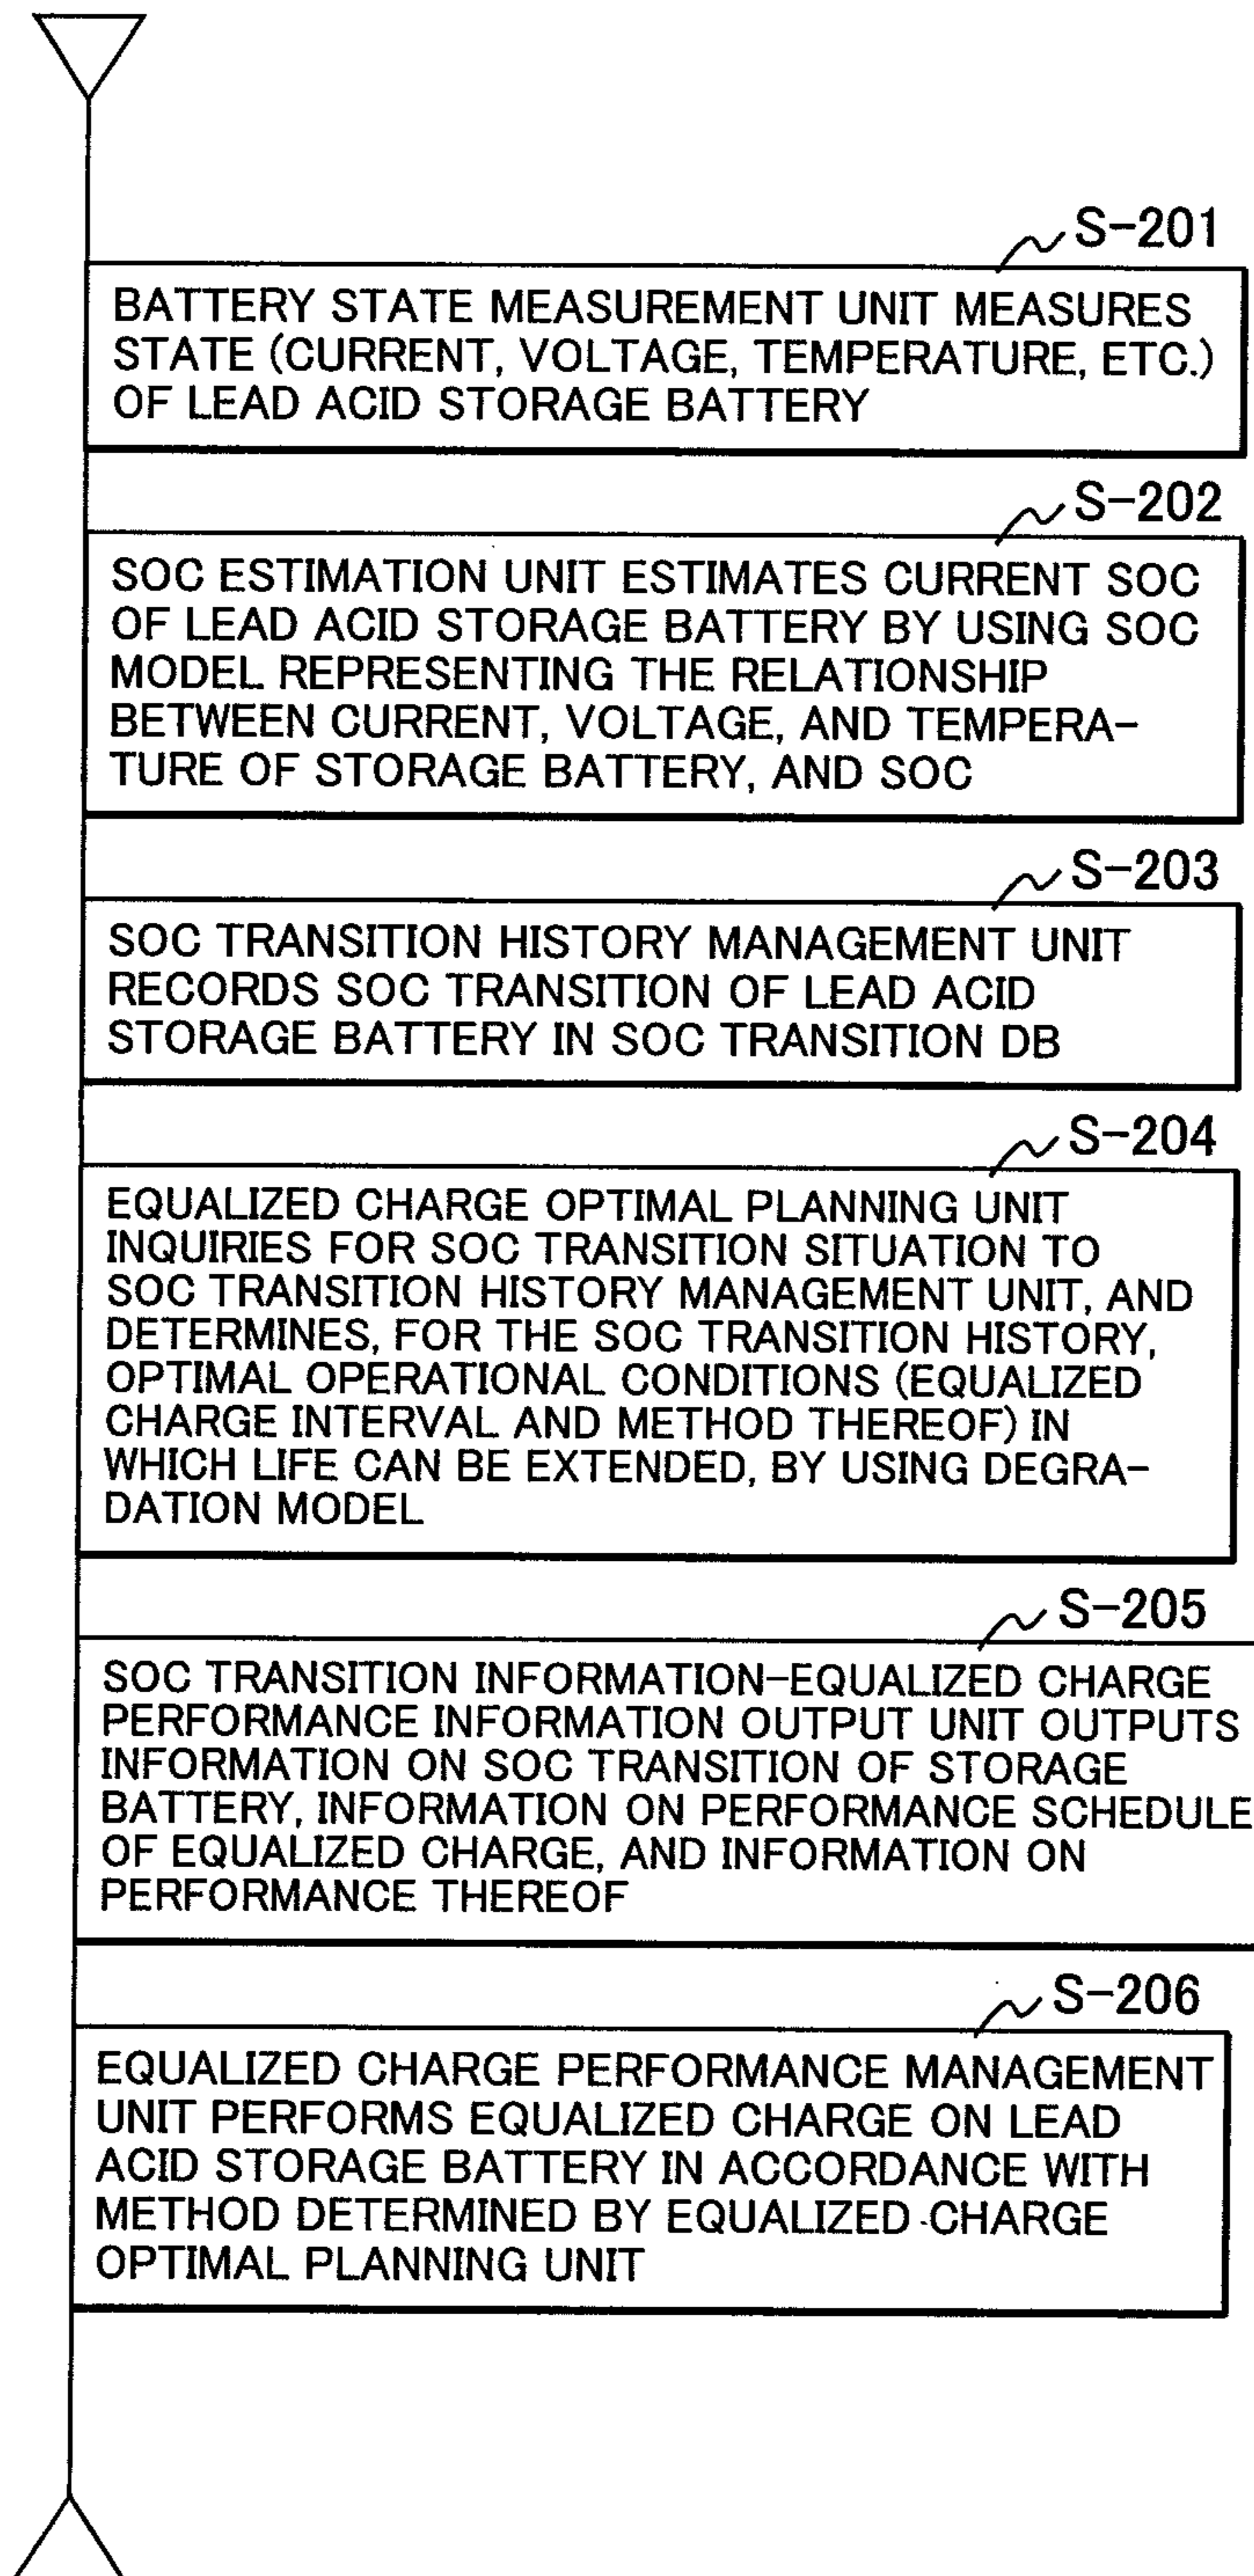 S-201
BATTERY STATE MEASUREMENT UNIT MEASURES
STATE (CURRENT, VOLTAGE, TEMPERATURE, ETC.)
OF LEAD ACID STORAGE BATTERY
S-202
SOC ESTIMATION UNIT ESTIMATES CURRENT SOC
OF LEAD ACID STORAGE BATTERY BY USING SOC
MODEL REPRESENTING THE RELATIONSHIP
BETWEEN CURRENT, VOLTAGE, AND TEMPERA-
TURE OF STORAGE BATTERY, AND SOC
S-203
SOC TRANSITION HISTORY MANAGEMENT UNIT
RECORDS SOC TRANSITION OF LEAD ACID
STORAGE BATTERY IN SOC TRANSITION DB
S-204
EQUALIZED CHARGE OPTIMAL PLANNING UNIT
INQUIRIES FOR SOC TRANSITION SITUATION TO
SOC TRANSITION HISTORY MANAGEMENT UNIT, AND
DETERMINES, FOR THE SOC TRANSITION HISTORY,
OPTIMAL OPERATIONAL CONDITIONS (EQUALIZED
CHARGE INTERVAL AND METHOD THEREOF) IN
WHICH LIFE CAN BE EXTENDED, BY USING DEGRA-
DATION MODEL
S-205
SOC TRANSITION INFORMATION-EQUALIZED CHARGE
PERFORMANCE INFORMATION OUTPUT UNIT OUTPUTS
INFORMATION ON SOC TRANSITION OF STORAGE
BATTERY, INFORMATION ON PERFORMANCE SCHEDULE
OF EQUALIZED CHARGE, AND INFORMATION ON
PERFORMANCE THEREOF
S-206
EQUALIZED CHARGE PERFORMANCE MANAGEMENT
UNIT PERFORMS EQUALIZED CHARGE ON LEAD
ACID STORAGE BATTERY IN ACCORDANCE WITH
METHOD DETERMINED BY EQUALIZED CHARGE
OPTIMAL PLANNING UNIT